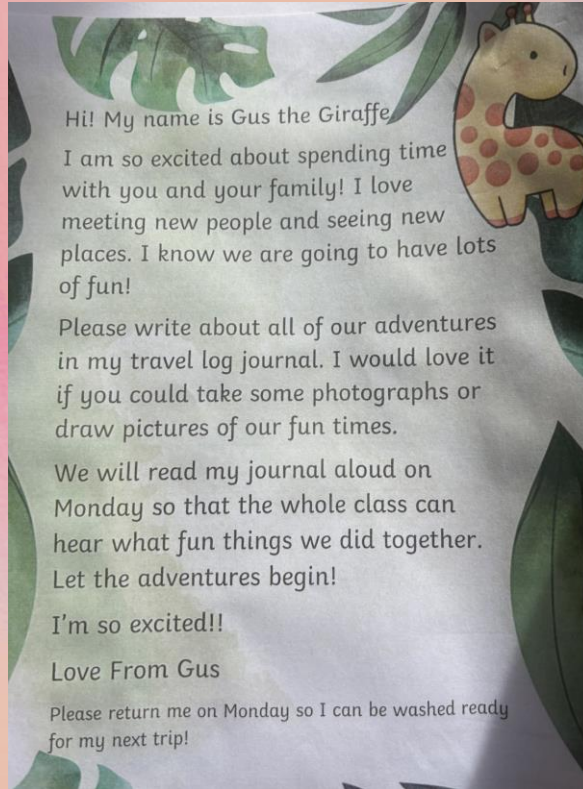 Hi! My name is Gus the Giraffe,
I am so excited about spending time
with you and your family! I love
meeting new people and seeing new
places. I know we are going to have lots
of fun!
Please write about all of our adventures
in my travel log journal. I would love it
if you could take some photographs or
draw pictures of our fun times.
We will read my journal aloud on
Monday so that the whole class can
hear what fun things we did together.
Let the adventures begin!
I'm so excited!!
Love From Gus
Please return me on Monday so I can be washed ready
for my next trip!